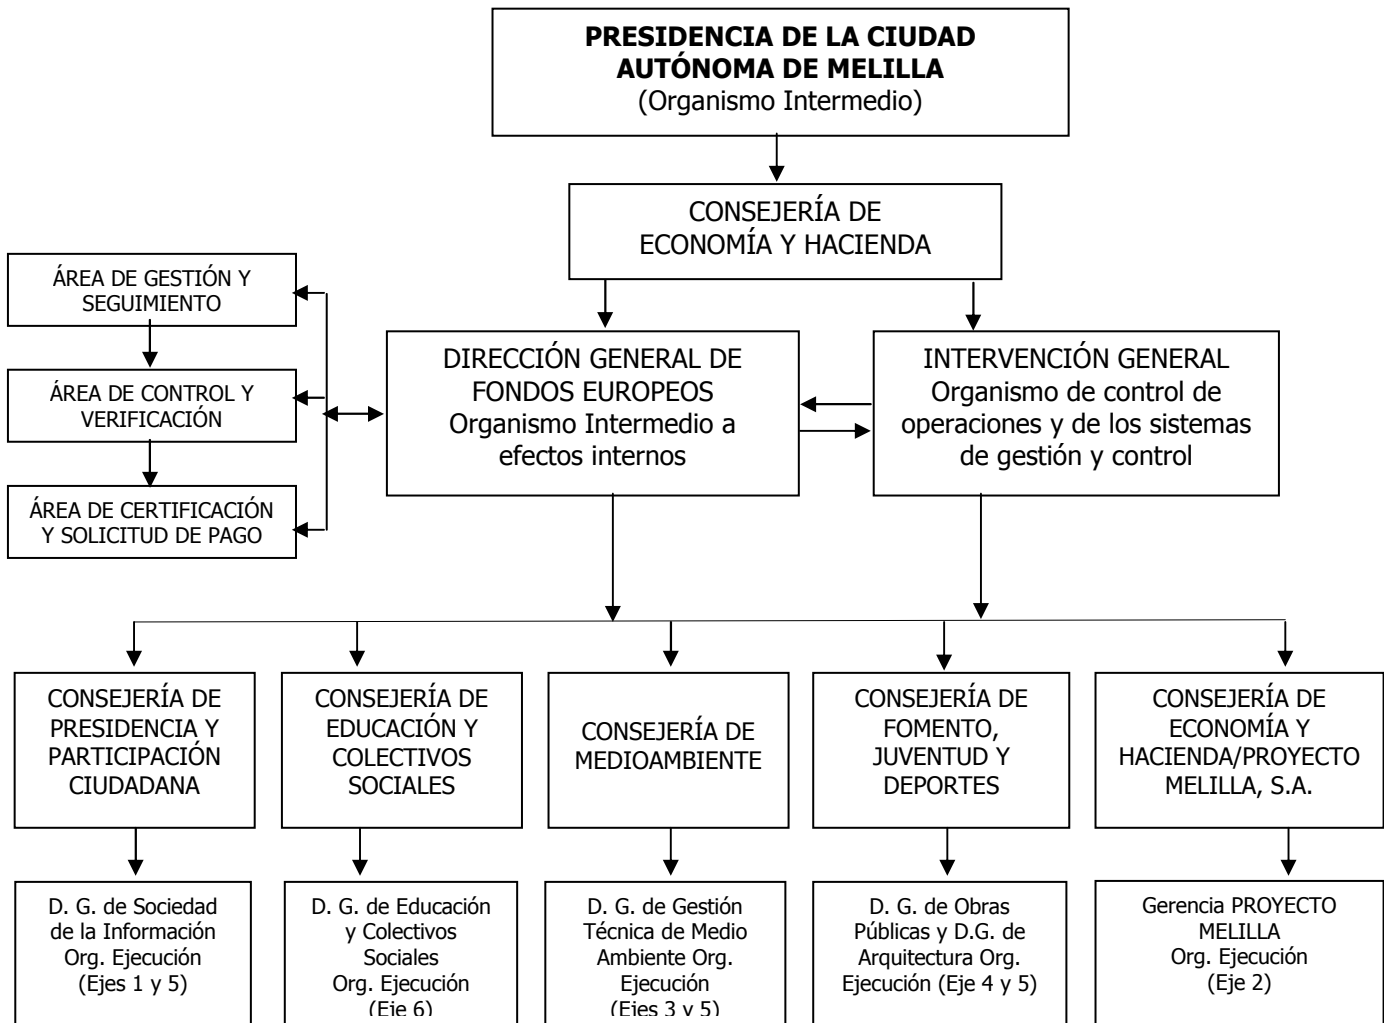 PRESIDENCIA DE LA CIUDAD
AUTÓNOMA DE MELILLA
(Organismo Intermedio)
CONSEJERÍA DE
ECONOMÍA Y HACIENDA
ÁREA DE GESTIÓN Y
SEGUIMIENTO
ÁREA DE CONTROL Y
VERIFICACIÓN
ÁREA DE CERTIFICACIÓN
Y SOLICITUD DE PAGO
DIRECCIÓN GENERAL DE
FONDOS EUROPEOS
Organismo Intermedio a
efectos internos
INTERVENCIÓN GENERAL
Organismo de control de
operaciones y de los sistemas
de gestión y control
CONSEJERÍA DE
PRESIDENCIA Y
PARTICIPACIÓN
CIUDADANA
CONSEJERÍA DE
EDUCACIÓN Y
COLECTIVOS
SOCIALES
CONSEJERÍA DE
MEDIOAMBIENTE
CONSEJERÍA DE
FOMENTO,
JUVENTUD Y
DEPORTES
CONSEJERÍA DE
ECONOMÍA Y
HACIENDA/PROYECTO
MELILLA, S.A.
D. G. de Sociedad
de la Información
Org. Ejecución
(Ejes 1 y 5)
D. G. de Educación
y Colectivos
Sociales
Org. Ejecución
(Eje 6)
D. G. de Gestión
Técnica de Medio
Ambiente Org.
Ejecución
(Ejes 3 y 5)
D. G. de Obras
Públicas y D.G. de
Arquitectura Org.
Ejecución (Eje 4 y 5)
Gerencia PROYECTO
MELILLA
Org. Ejecución
(Eje 2)